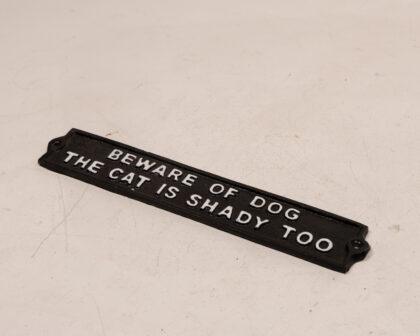 BEWARE OF DOG
THE CAT IS SHADY TOO